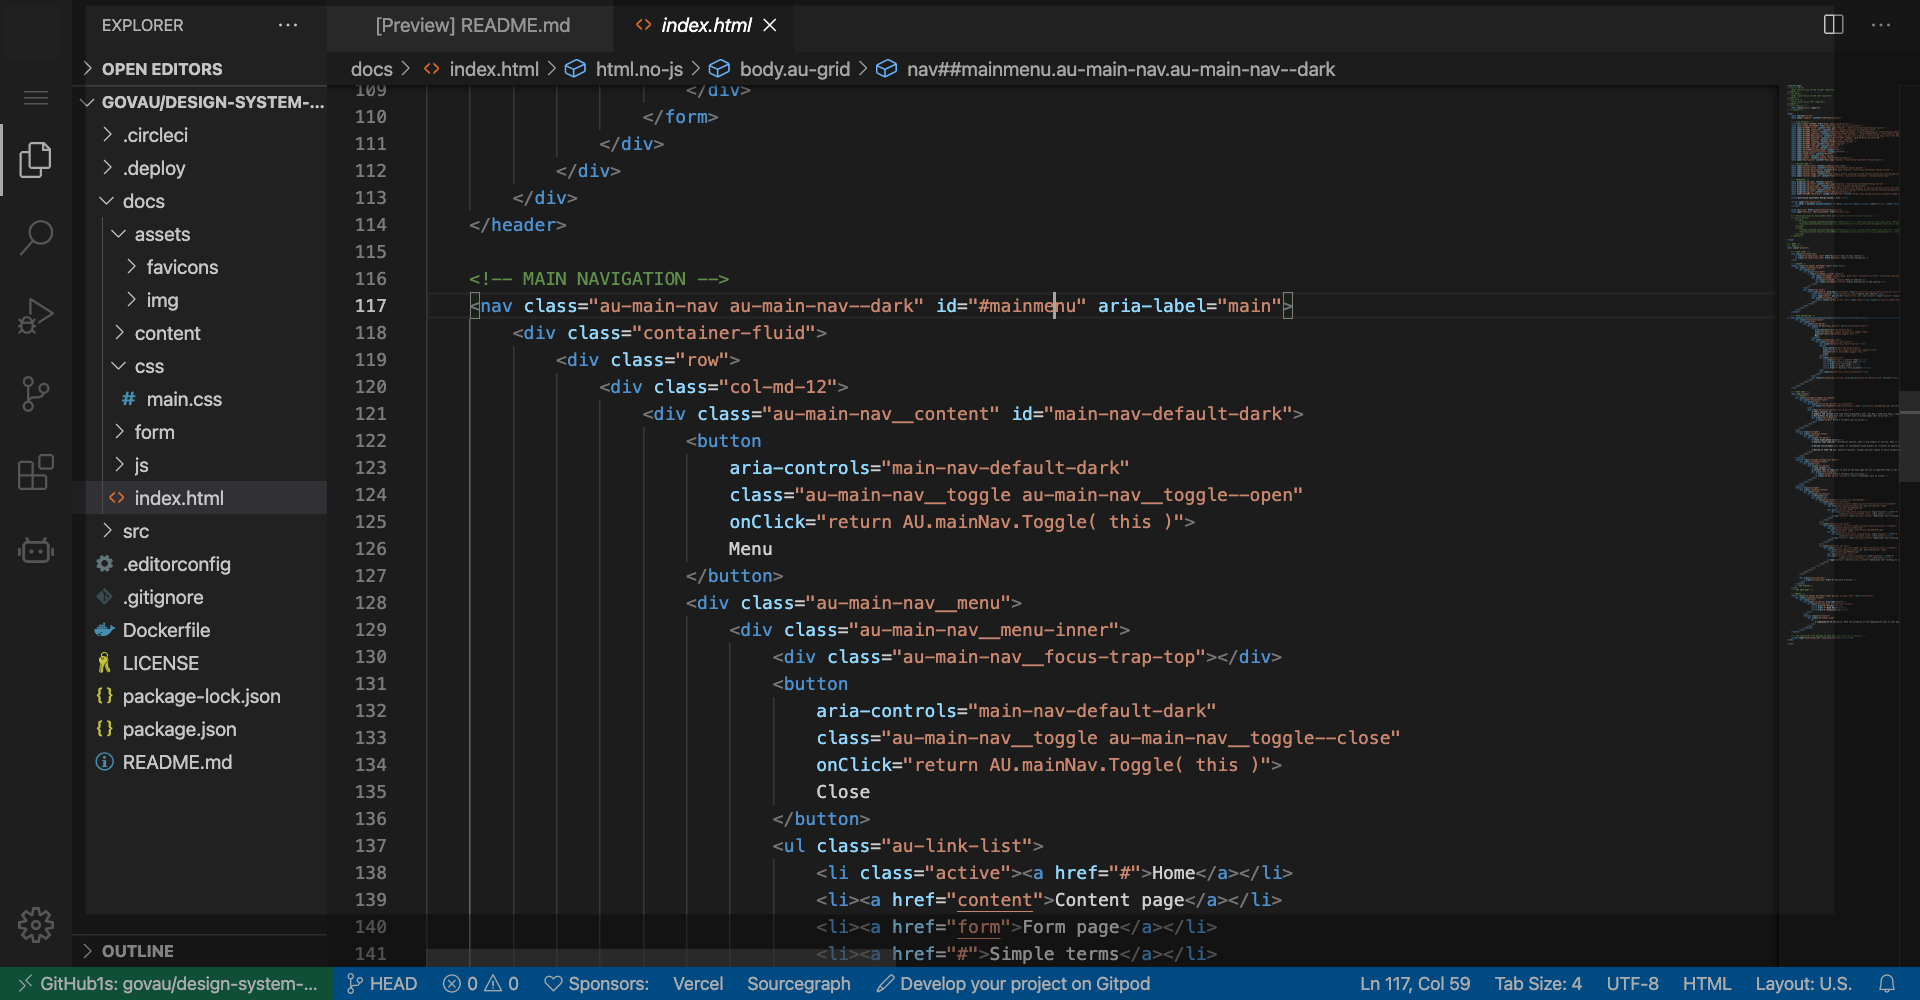 EXPLORER
OPEN EDITORS
GOVAU/DESIGN-SYSTEM-...
.circleci
.deploy
docs
assets
favicons
img
content
css
main.css
form
js
index.html
src
.editorconfig
.gitignore
Dockerfile
LICENSE
package-lock.json
package.json
README.md
OUTLINE
[Preview] README.md
index.html
docs > index.html > html.no-js > body.au-grid > nav##mainmenu.au-main-nav.au-main-nav--dark
109 </div>
110 </form>
111 </div>
112 </div>
113 </div>
114 </header>
115
116 <!-- MAIN NAVIGATION -->
117 <nav class="au-main-nav au-main-nav--dark" id="#mainmenu" aria-label="main">
118 <div class="container-fluid">
119 <div class="row">
120 <div class="col-md-12">
121 <div class="au-main-nav__content" id="main-nav-default-dark">
122 <button
123 aria-controls="main-nav-default-dark"
124 class="au-main-nav__toggle au-main-nav__toggle--open"
125 onClick="return AU.mainNav.Toggle( this )">
126 Menu
127 </button>
128 <div class="au-main-nav__menu">
129 <div class="au-main-nav__menu-inner">
130 <div class="au-main-nav__focus-trap-top"></div>
131 <button
132 aria-controls="main-nav-default-dark"
133 class="au-main-nav__toggle au-main-nav__toggle--close"
134 onClick="return AU.mainNav.Toggle( this )">
135 Close
136 </button>
137 <ul class="au-link-list">
138 <li class="active"><a href="#">Home</a></li>
139 <li><a href="content">Content page</a></li>
140 <li><a href="form">Form page</a></li>
141 <li><a href="#">Simple terms</a></li>
GitHub1s: govau/design-system-... HEAD 0 0 Sponsors: Vercel Sourcegraph Develop your project on Gitpod Ln 117, Col 59 Tab Size: 4 UTF-8 HTML Layout: U.S.